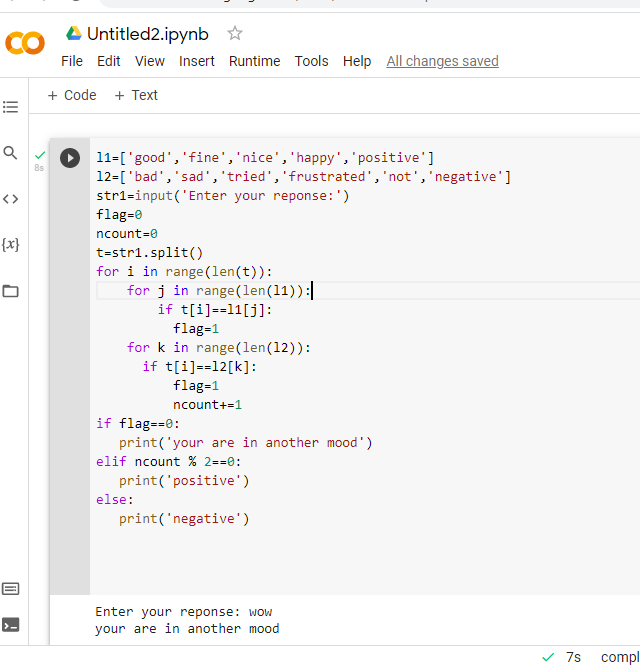 Untitled2.ipynb
File Edit View Insert Runtime Tools Help All changes saved
+ Code + Text
8s
l1=['good','fine','nice','happy','positive']
l2=['bad','sad','tried','frustrated','not','negative']
str1=input('Enter your reponse:')
flag=0
ncount=0
t=str1.split()
for i in range(len(t)):
    for j in range(len(l1)):
        if t[i]==l1[j]:
          flag=1
    for k in range(len(l2)):
      if t[i]==l2[k]:
          flag=1
          ncount+=1
if flag==0:
   print('your are in another mood')
elif ncount % 2==0:
   print('positive')
else:
   print('negative')
Enter your reponse: wow
your are in another mood
7s compl